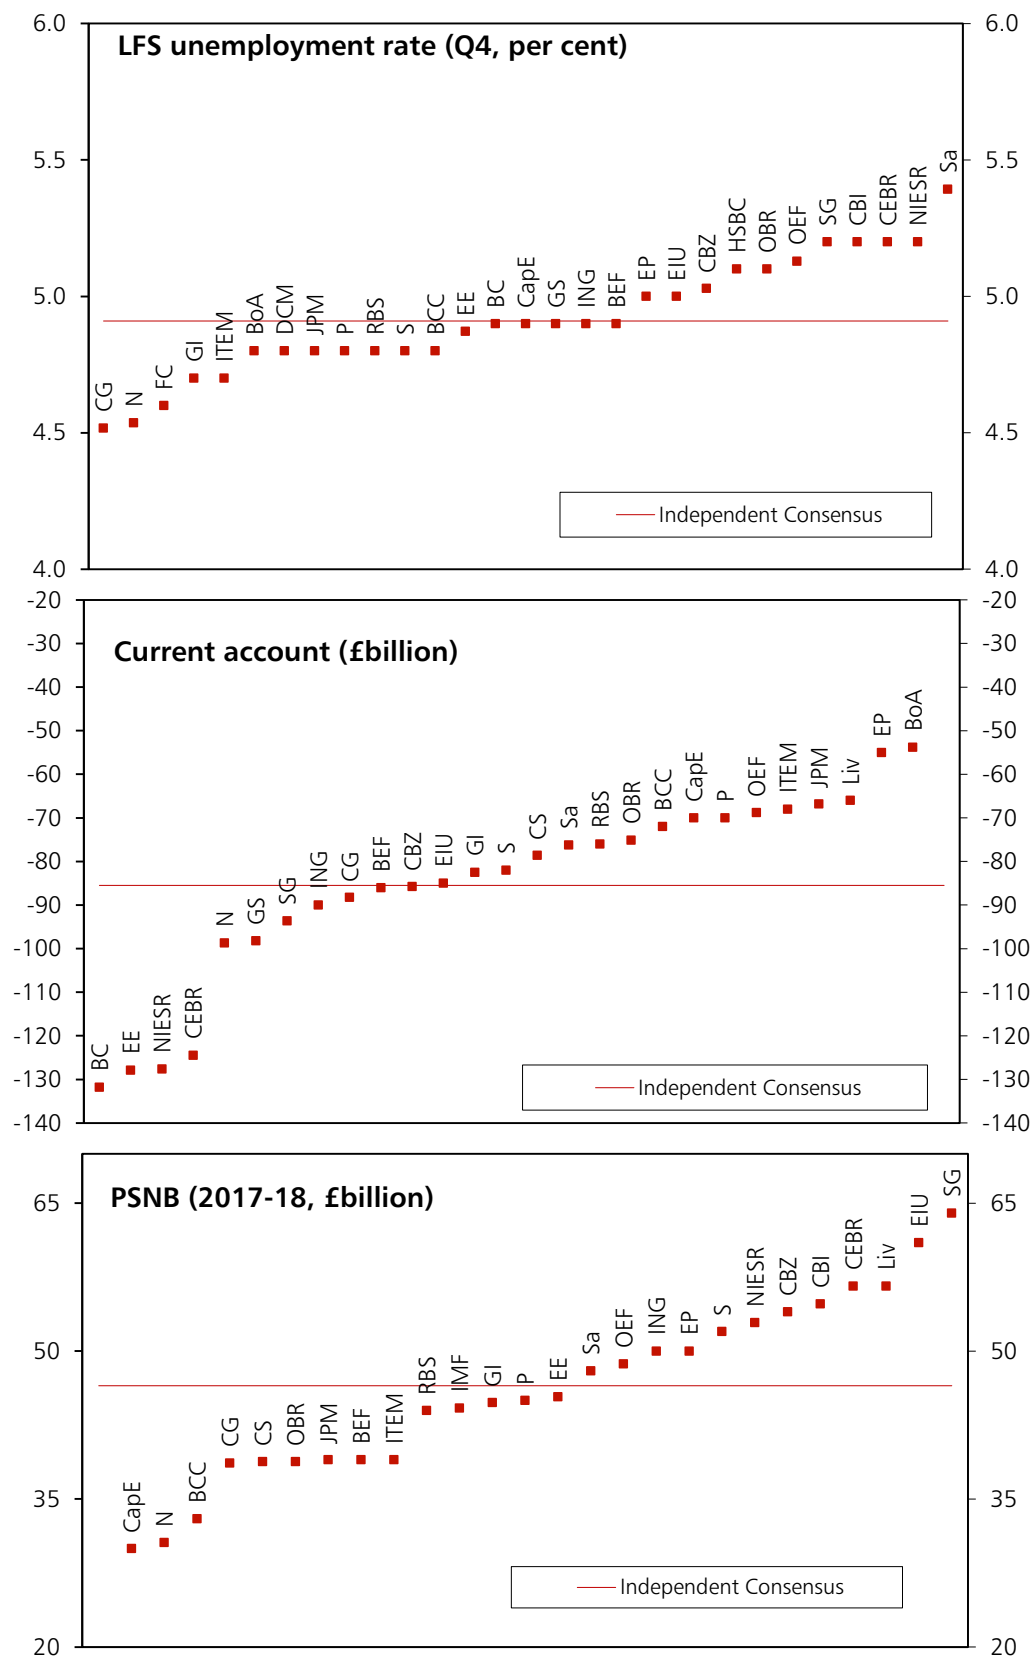 LFS unemployment rate (Q4, per cent)
6.0
5.5
5.0
4.5
4.0
6.0
5.5
5.0
4.5
4.0
CG
N
FC
GI
ITEM
BoA
DCM
JPM
P
RBS
S
BCC
EE
BC
CapE
GS
ING
BEF
EP
EIU
CBZ
HSBC
OBR
OEF
SG
CBI
CEBR
NIESR
Sa
Independent Consensus
Current account (£billion)
-20
-30
-40
-50
-60
-70
-80
-90
-100
-110
-120
-130
-140
-20
-30
-40
-50
-60
-70
-80
-90
-100
-110
-120
-130
-140
BC
EE
NIESR
CEBR
N
GS
SG
ING
CG
BEF
CBZ
EIU
GI
S
CS
Sa
RBS
OBR
BCC
CapE
P
OEF
ITEM
JPM
Liv
EP
BoA
Independent Consensus
PSNB (2017-18, £billion)
65
50
35
20
65
50
35
20
CapE
N
BCC
CG
CS
OBR
JPM
BEF
ITEM
RBS
IMF
GI
P
EE
Sa
OEF
ING
EP
S
NIESR
CBZ
CBI
CEBR
Liv
EIU
SG
Independent Consensus